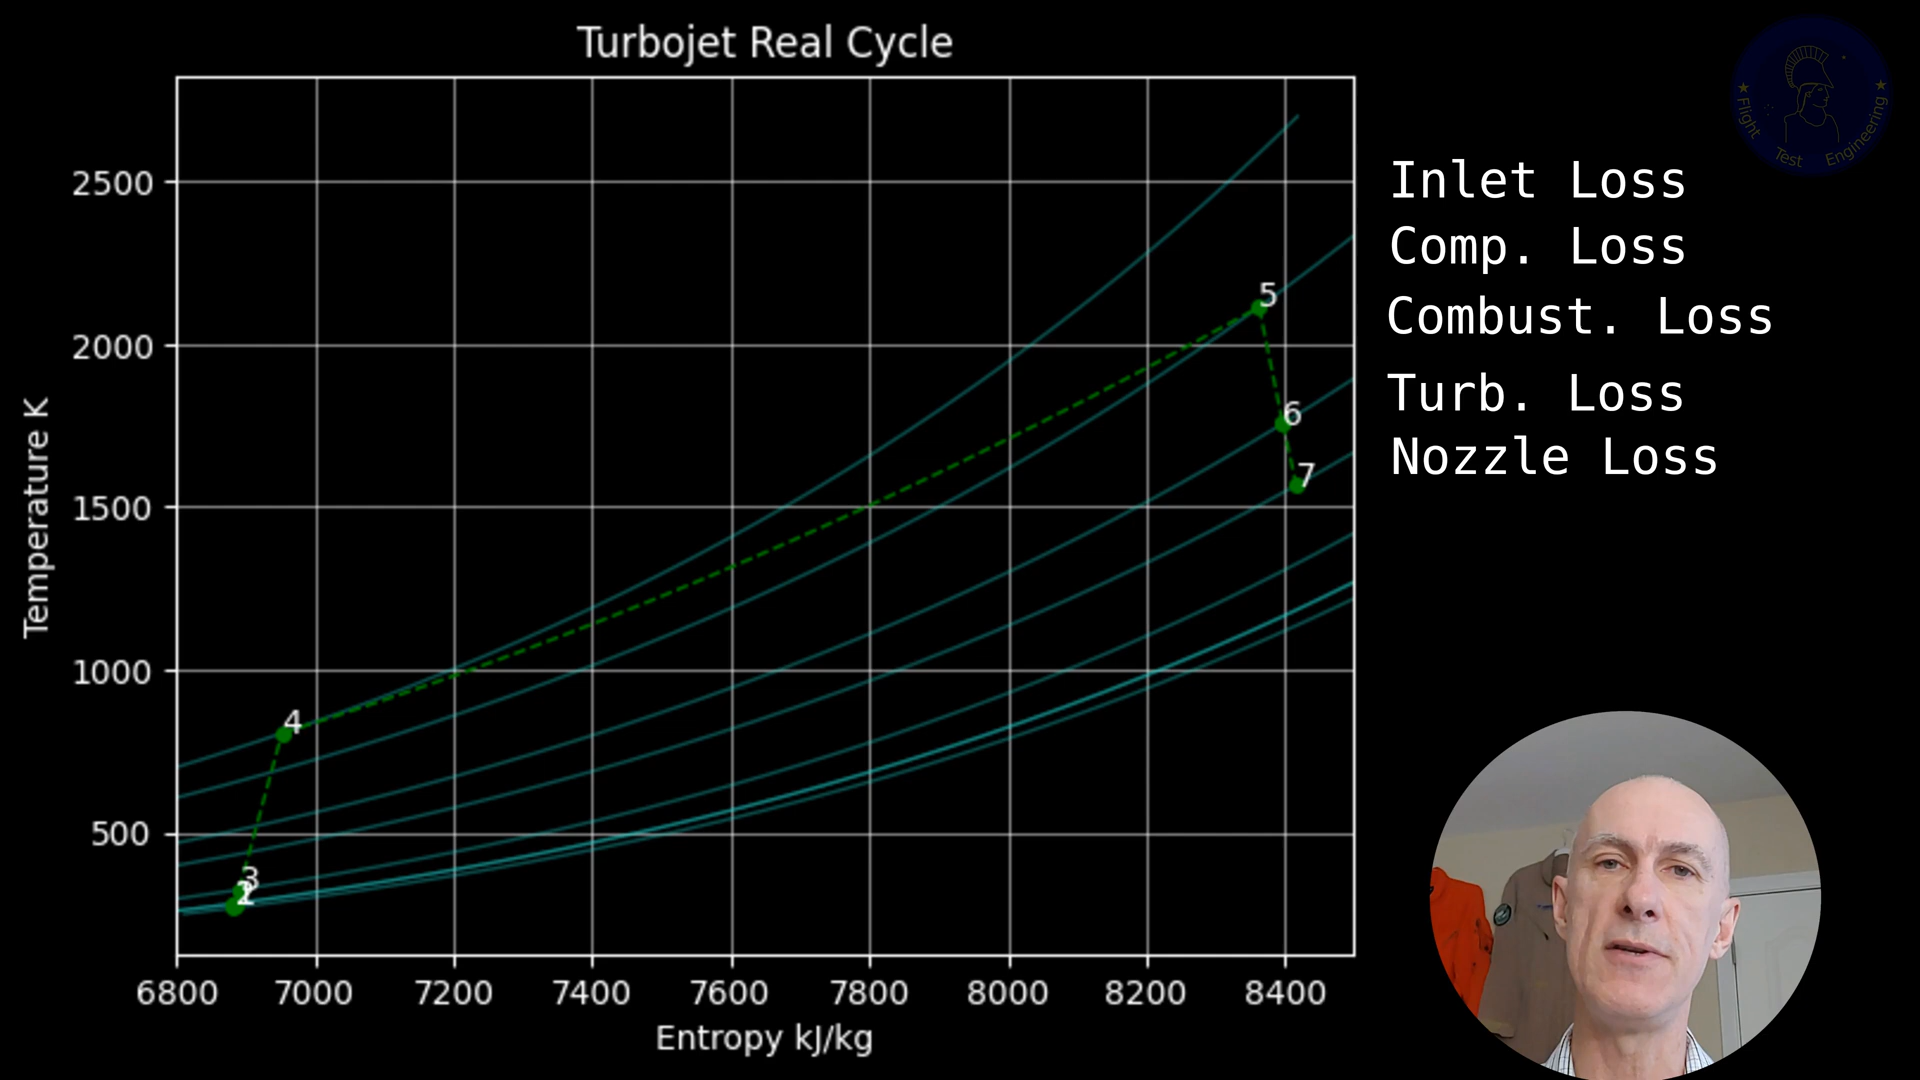 Turbojet Real Cycle
Flight Test Engineering
Inlet Loss
Comp. Loss
Combust. Loss
Turb. Loss
Nozzle Loss
Temperature K
2500
2000
1500
1000
500
5
6
7
4
3
2
6800 7000 7200 7400 7600 7800 8000 8200 8400
Entropy kJ/kg